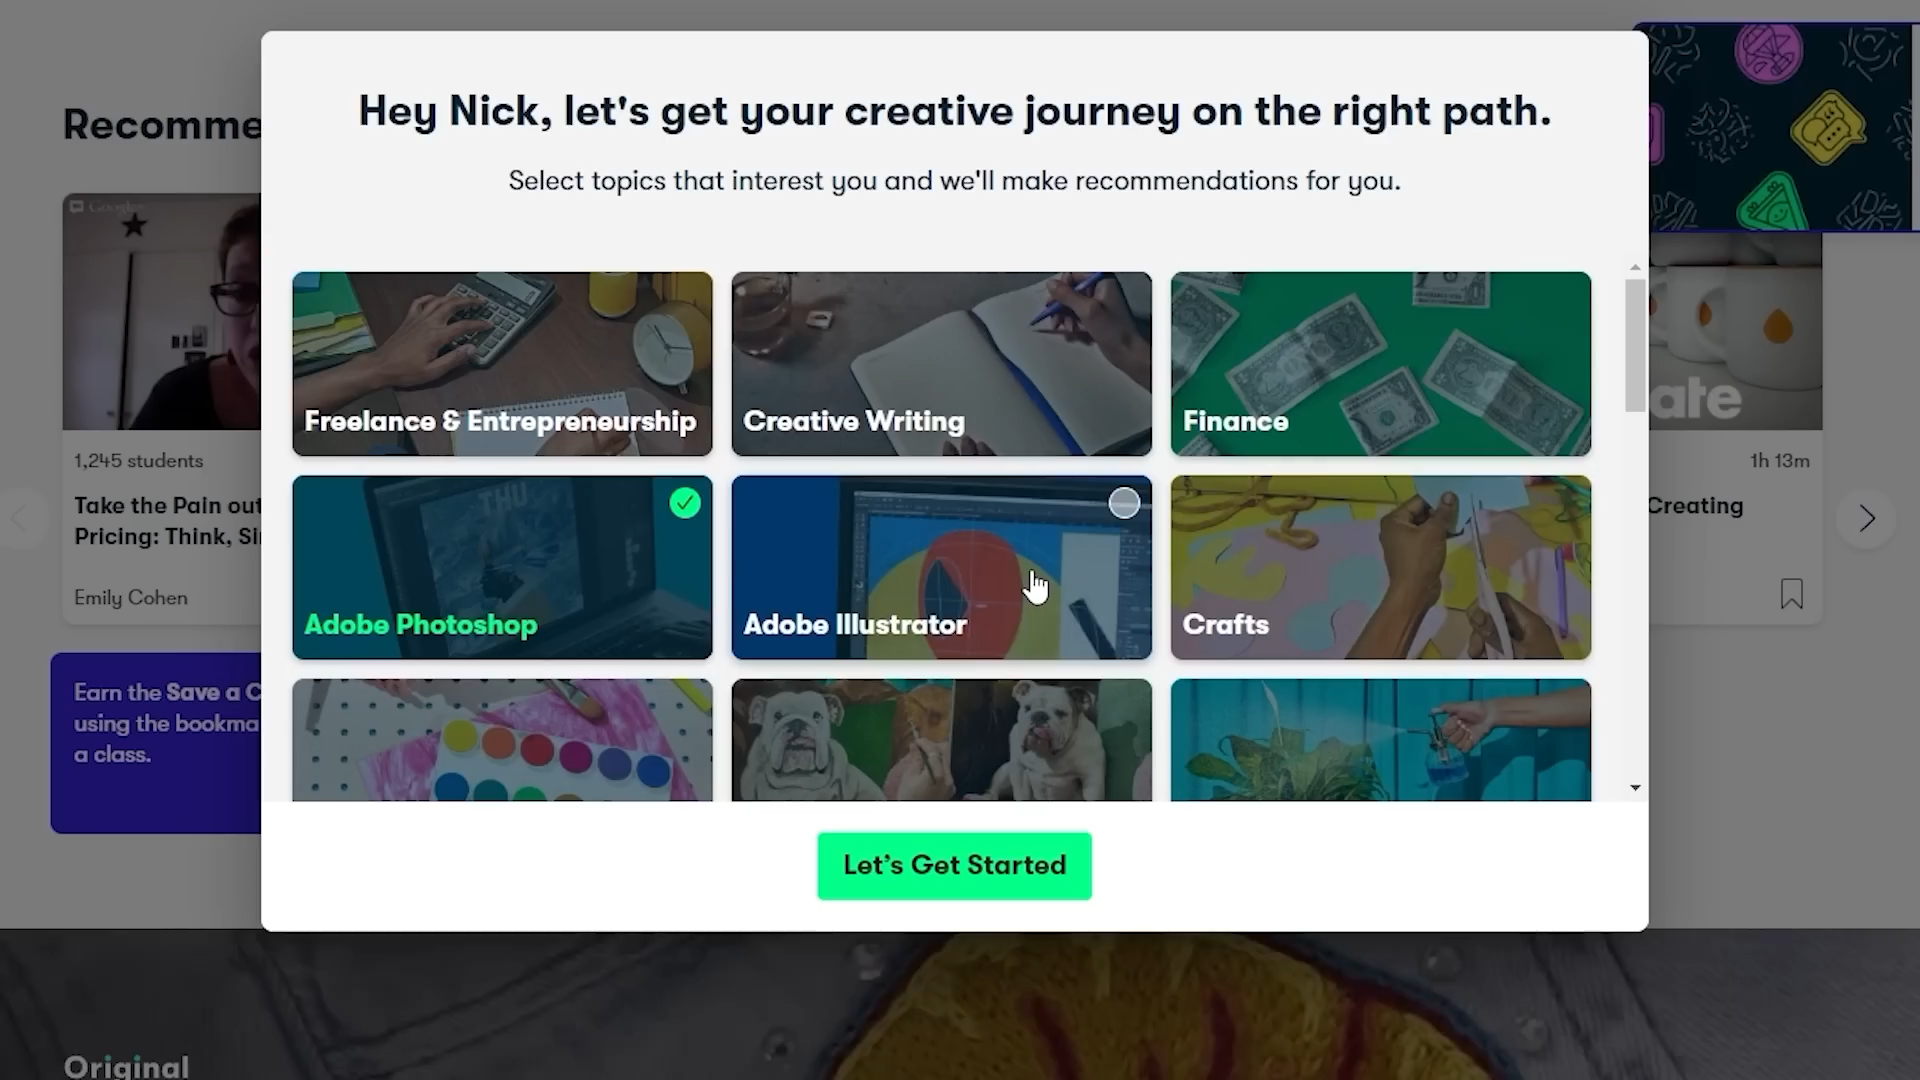 Hey Nick, let's get your creative journey on the right path.
Select topics that interest you and we'll make recommendations for you.
Recomme
Google
Freelance & Entrepreneurship
Creative Writing
Finance
ate
1,245 students
1h 13m
Take the Pain out
Pricing: Think, Si
Creating
Emily Cohen
THU
Adobe Photoshop
Adobe Illustrator
Crafts
Earn the Save a C
using the bookma
a class.
Let's Get Started
Original